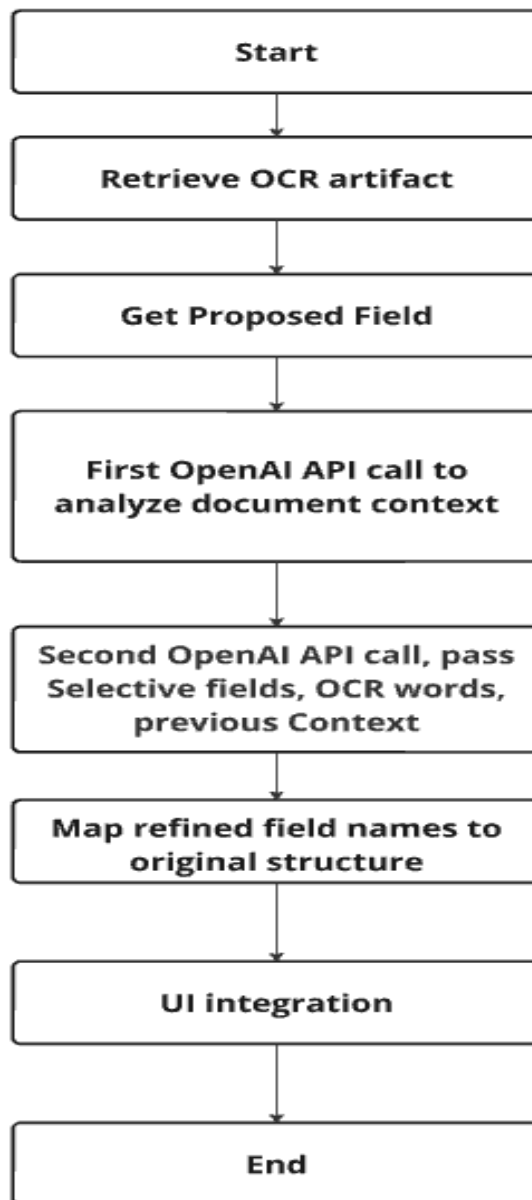 Start
Retrieve OCR artifact
Get Proposed Field
First OpenAI API call to
analyze document context
Second OpenAI API call, pass
Selective fields, OCR words,
previous Context
Map refined field names to
original structure
UI integration
End